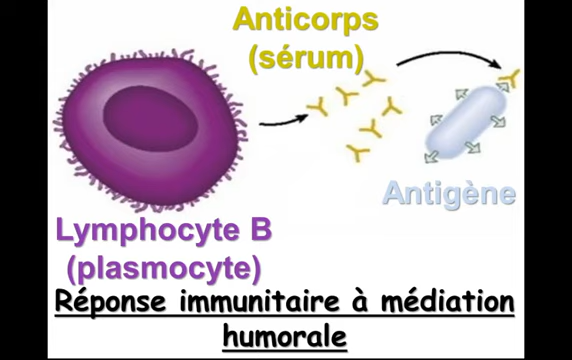 Anticorps
(sérum)
Antigène
Lymphocyte B
(plasmocyte)
Réponse immunitaire à médiation
humorale